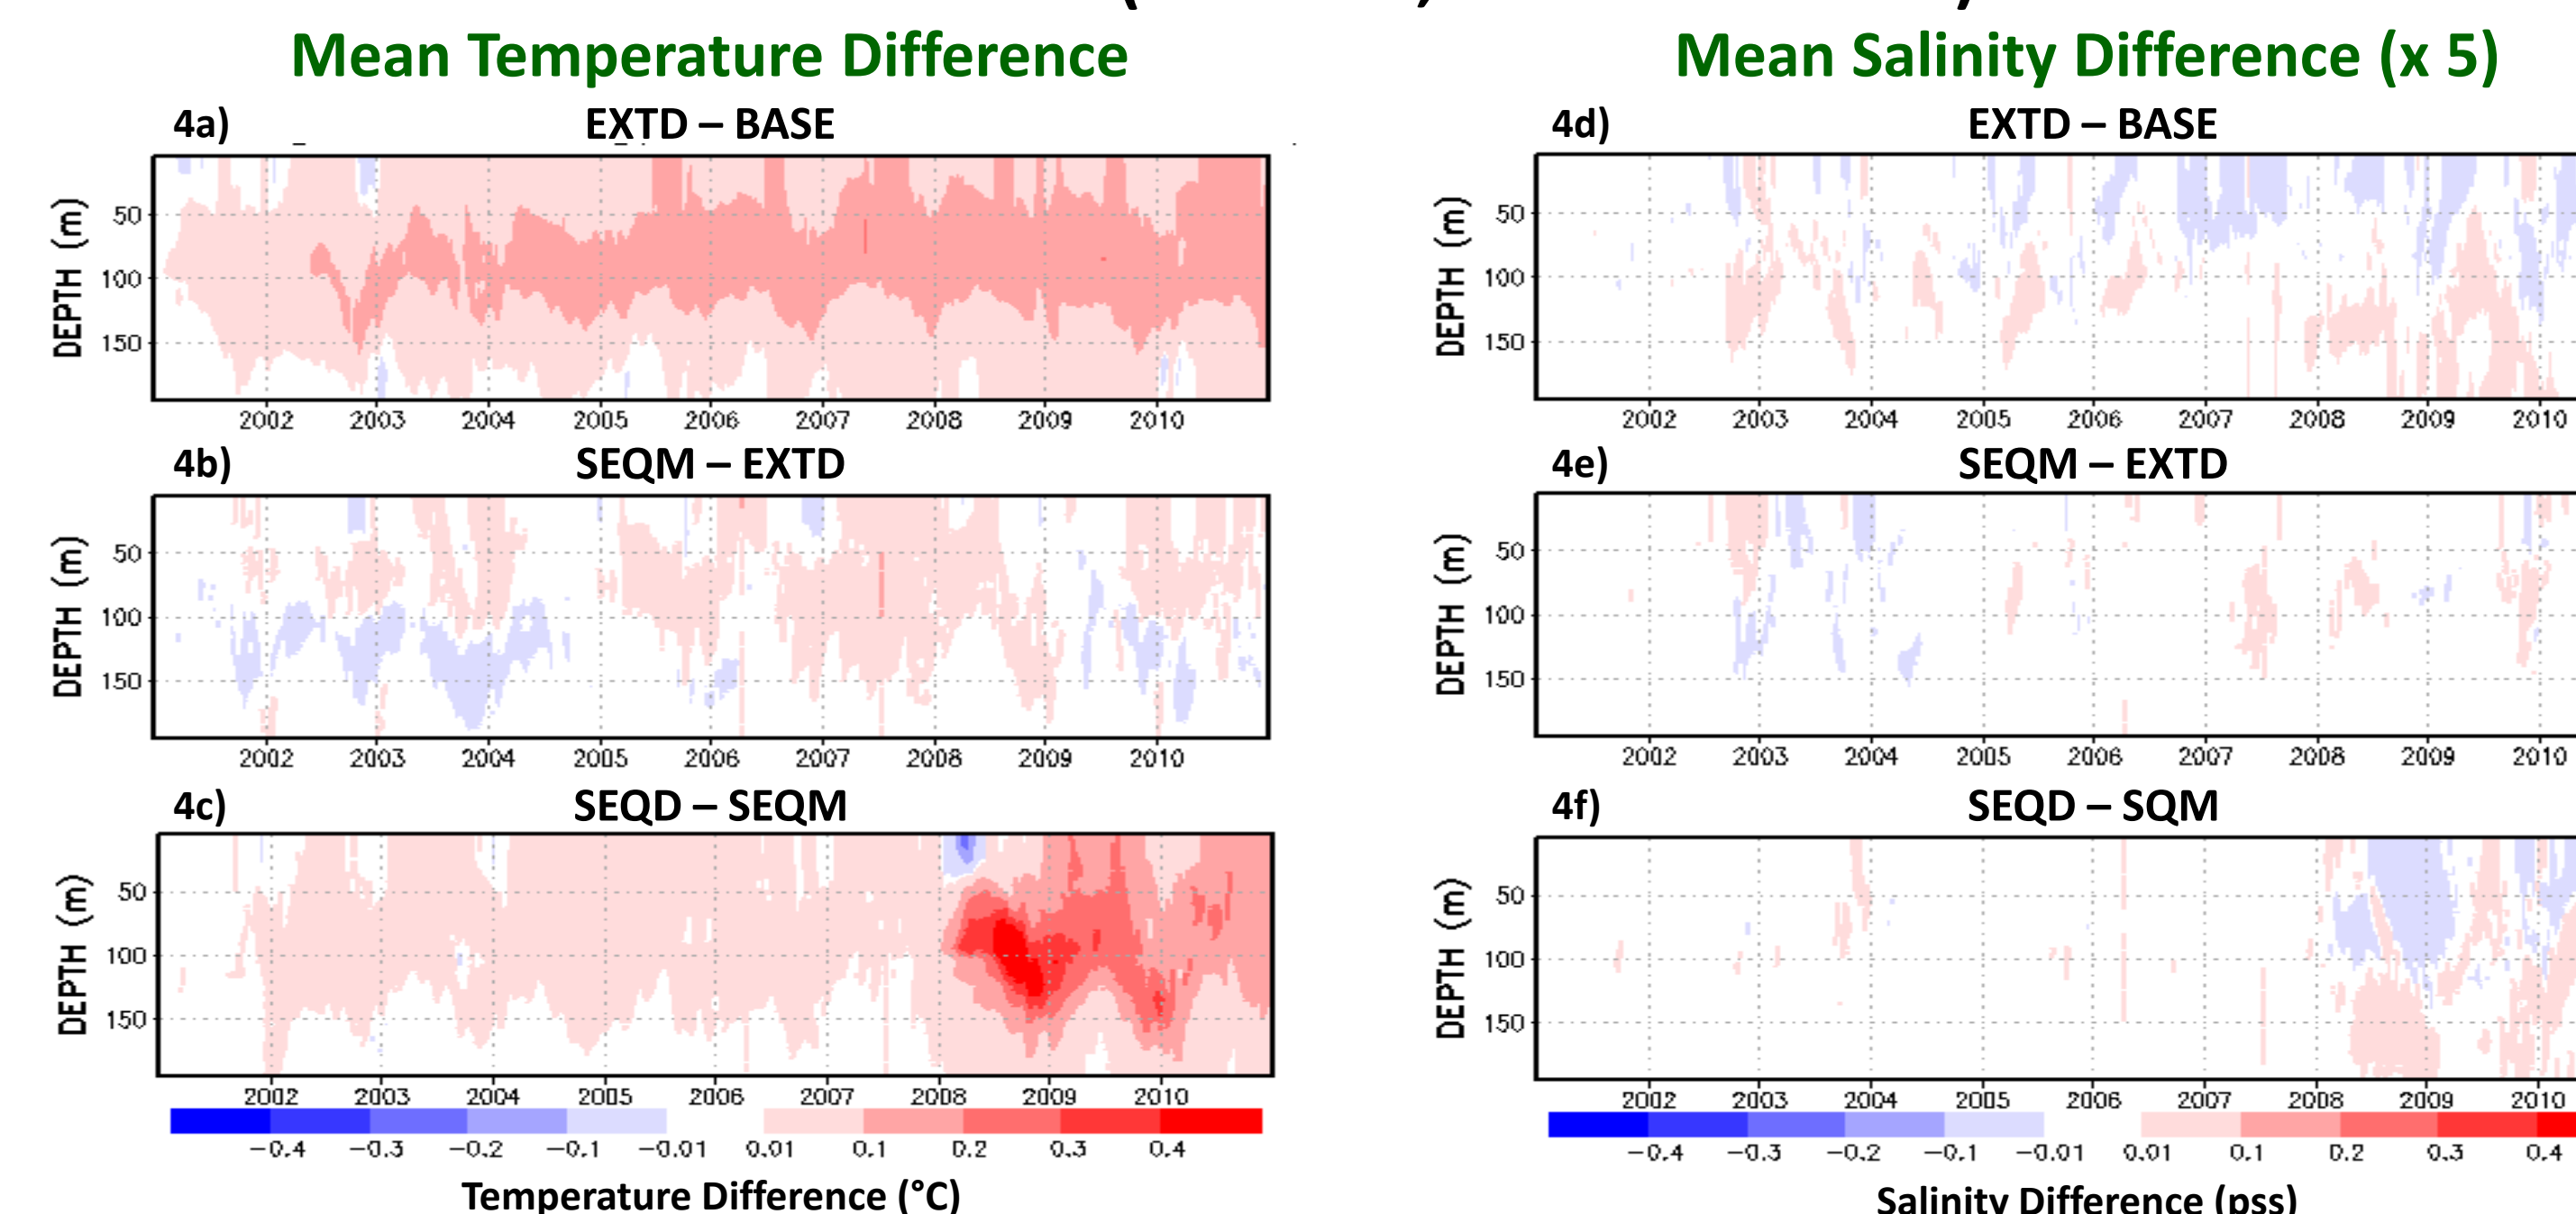 Mean Temperature Difference
4a) EXTD – BASE
DEPTH (m)
50
100
150
2002 2003 2004 2005 2006 2007 2008 2009 2010
4b) SEQM – EXTD
DEPTH (m)
50
100
150
2002 2003 2004 2005 2006 2007 2008 2009 2010
4c) SEQD – SEQM
DEPTH (m)
50
100
150
2002 2003 2004 2005 2006 2007 2008 2009 2010
-0.4 -0.3 -0.2 -0.1 -0.01 0.01 0.1 0.2 0.3 0.4
Temperature Difference (°C)
Mean Salinity Difference (x 5)
4d) EXTD – BASE
DEPTH (m)
50
100
150
2002 2003 2004 2005 2006 2007 2008 2009 2010
4e) SEQM – EXTD
DEPTH (m)
50
100
150
2002 2003 2004 2005 2006 2007 2008 2009 2010
4f) SEQD – SQM
DEPTH (m)
50
100
150
2002 2003 2004 2005 2006 2007 2008 2009 2010
-0.4 -0.3 -0.2 -0.1 -0.01 0.01 0.1 0.2 0.3 0.4
Salinity Difference (pss)